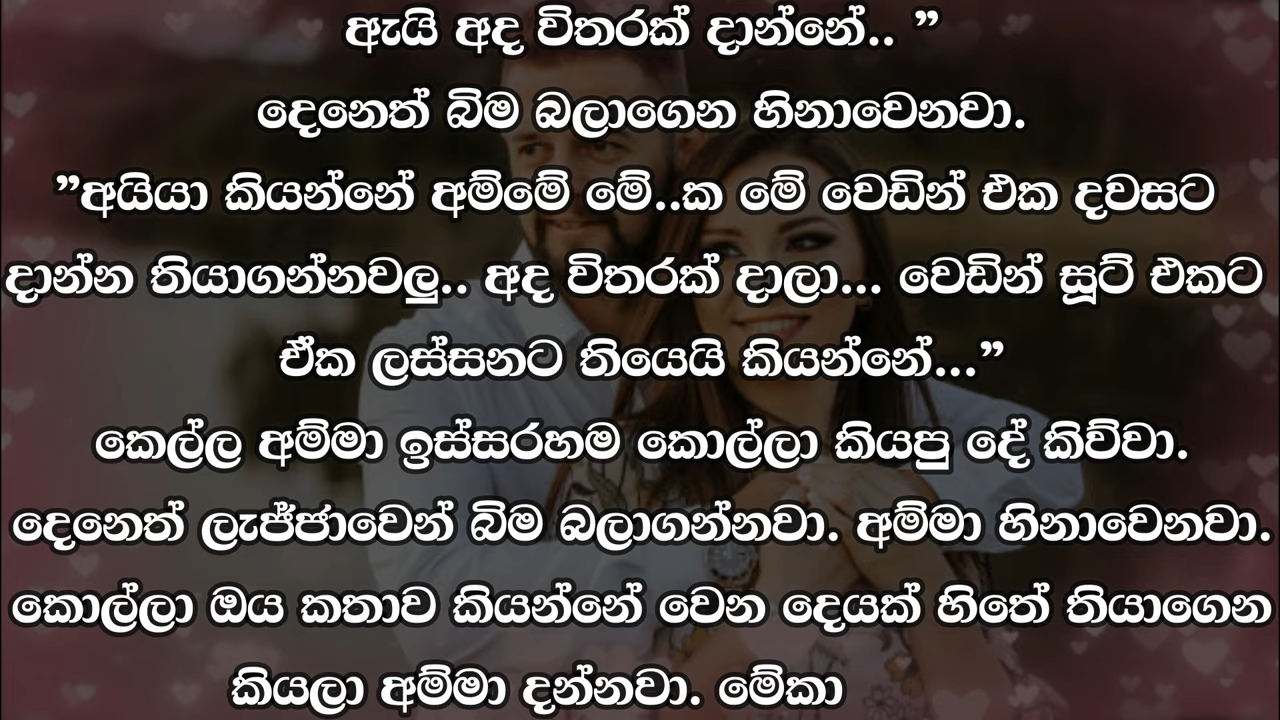 ඇයි අද විතරක් දාන්නේ.. ”
දෙනෙත් බිම බලාගෙන හිනාවෙනවා.
”අයියා කියන්නේ අම්මේ මේ..ක මේ වෙඩින් එක දවසට
දාන්න තියාගන්නවලු.. අද විතරක් දාලා... වෙඩින් සූට් එකට
ඒක ලස්සනට තියෙයි කියන්නේ...”
කෙල්ල අම්මා ඉස්සරහම කොල්ලා කියපු දේ කිව්වා.
දෙනෙත් ලැජ්ජාවෙන් බිම බලාගන්නවා. අම්මා හිනාවෙනවා.
කොල්ලා ඔය කතාව කියන්නේ වෙන දෙයක් හිතේ තියාගෙන
කියලා අම්මා දන්නවා. මේකා